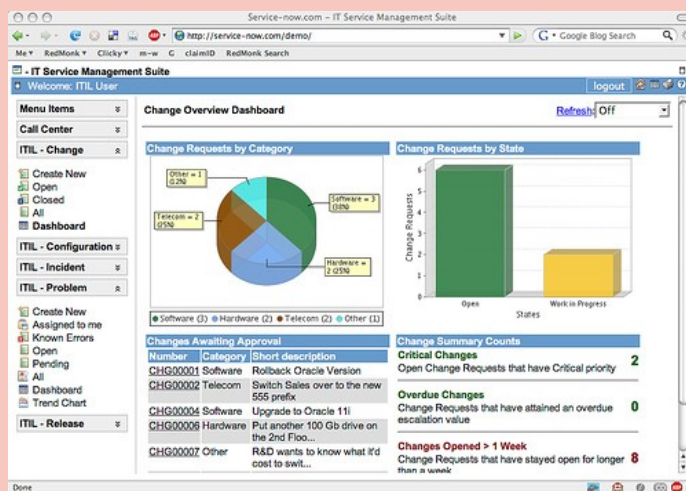 Service-now.com – IT Service Management Suite
http://service-now.com/demo/
G Google Blog Search
Me RedMonk Clicky m-w G claimID RedMonk Search
- IT Service Management Suite
Welcome: ITIL User
logout
Menu Items
Call Center
ITIL - Change
Create New
Open
Closed
All
Dashboard
ITIL - Configuration
ITIL - Incident
ITIL - Problem
Create New
Assigned to me
Known Errors
Open
Pending
All
Dashboard
Trend Chart
ITIL - Release
Change Overview Dashboard
Refresh: Off
Change Requests by Category
Other = 1
(12%)
Software = 3
(38%)
Telecom = 2
(25%)
Hardware =
2 (25%)
Software (3) Hardware (2) Telecom (2) Other (1)
Change Requests by State
Change Requests
6
5
4
3
2
1
0
Open Work in Progress
States
Changes Awaiting Approval
Number Category Short description
CHG00001 Software Rollback Oracle Version
CHG00002 Telecom Switch Sales over to the new
555 prefix
CHG00004 Software Upgrade to Oracle 11i
CHG00006 Hardware Put another 100 Gb drive on
the 2nd Floo...
CHG00007 Other R&D wants to know what it'd
cost to swit...
Change Summary Counts
Critical Changes
Open Change Requests that have Critical priority 2
Overdue Changes
Change Requests that have attained an overdue 0
escalation value
Changes Opened > 1 Week
Change Requests that have stayed open for longer 8
than a week
Done